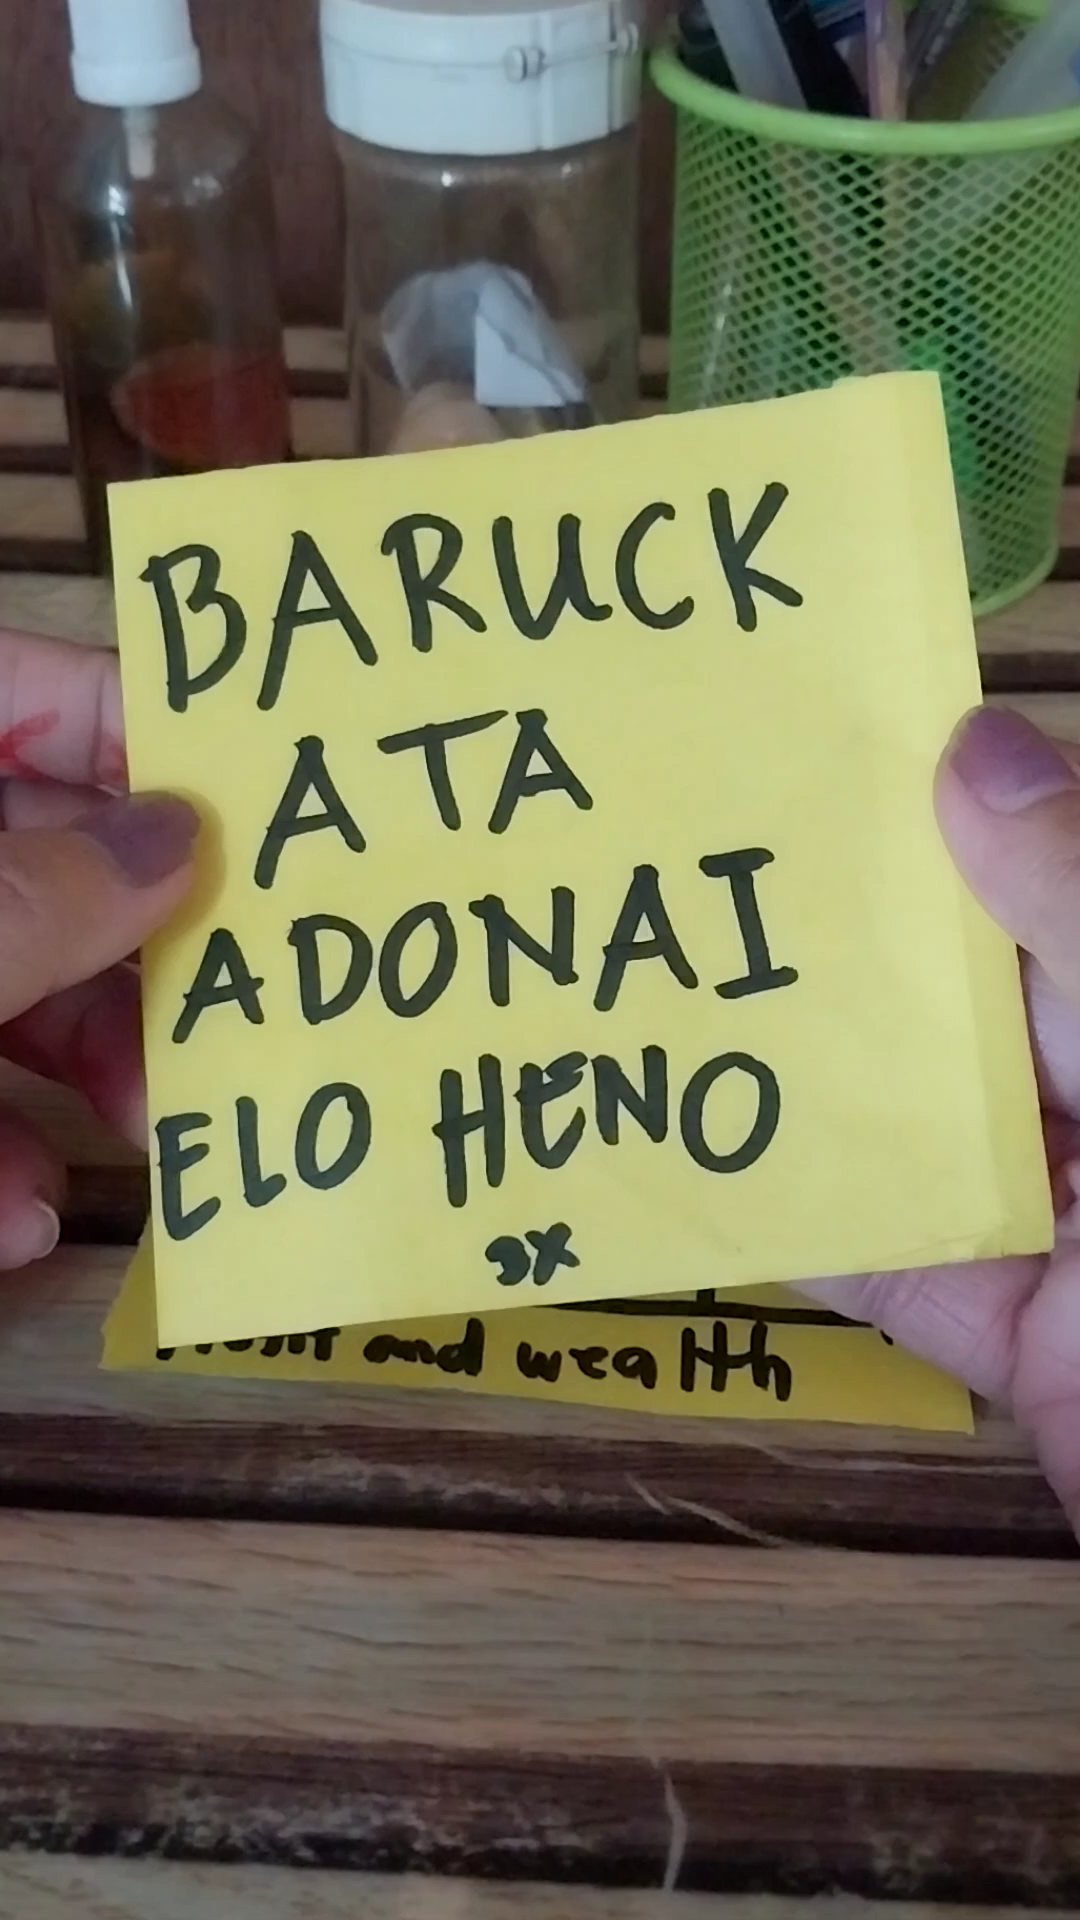 BARUCK
ATA
ADONAI
ELO HENO
3X
and wealth